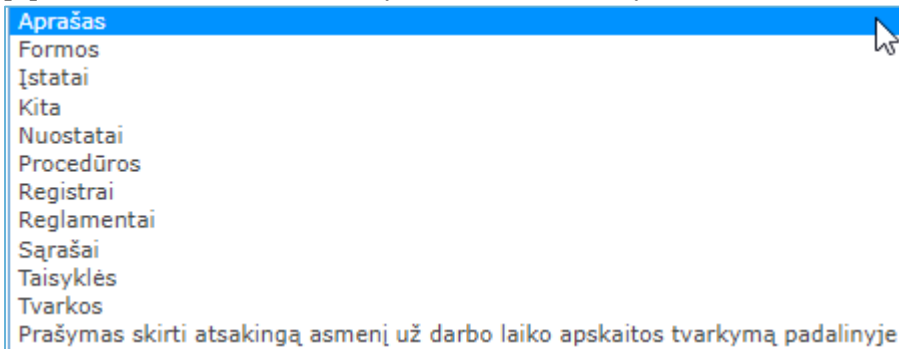 Aprašas
Formos
Įstatai
Kita
Nuostatai
Procedūros
Registrai
Reglamentai
Sąrašai
Taisyklės
Tvarkos
Prašymas skirti atsakingą asmenį už darbo laiko apskaitos tvarkymą padalinyje